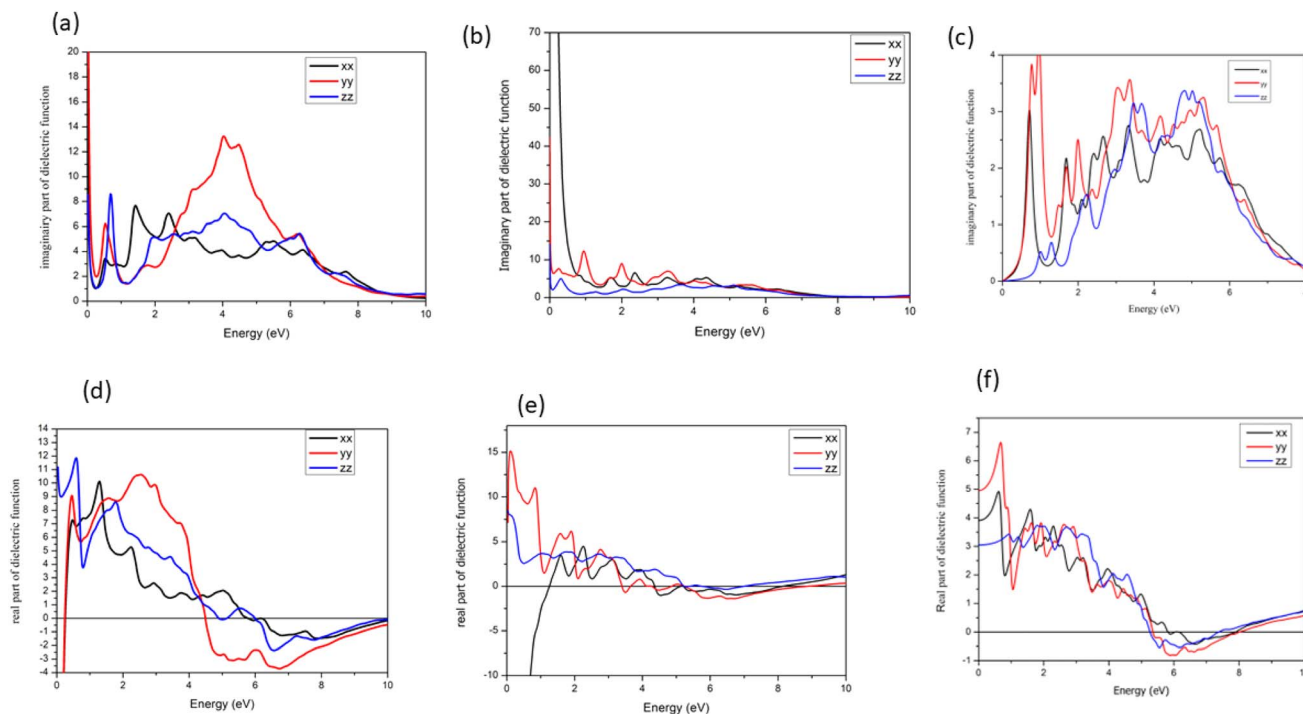 (a)
imaginairy part of dielectric function
20
18
16
14
12
10
8
6
4
2
0
xx
yy
zz
0 2 4 6 8 10
Energy (eV)
(b)
Imaginary part of dielectric function
70
60
50
40
30
20
10
0
xx
yy
zz
0 2 4 6 8 10
Energy (eV)
(c)
imaginary part of dielectric function
4
3
2
1
0
xx
yy
zz
0 2 4 6
Energy (eV)
(d)
real part of dielectric function
14
13
12
11
10
9
8
7
6
5
4
3
2
1
0
-1
-2
-3
-4
xx
yy
zz
0 2 4 6 8 10
Energy (eV)
(e)
real part of dielectric function
15
10
5
0
-5
-10
xx
yy
zz
0 2 4 6 8 10
Energy (eV)
(f)
Real part of dielectric function
7
6
5
4
3
2
1
0
-1
xx
yy
zz
0 2 4 6 8 10
Energy (eV)